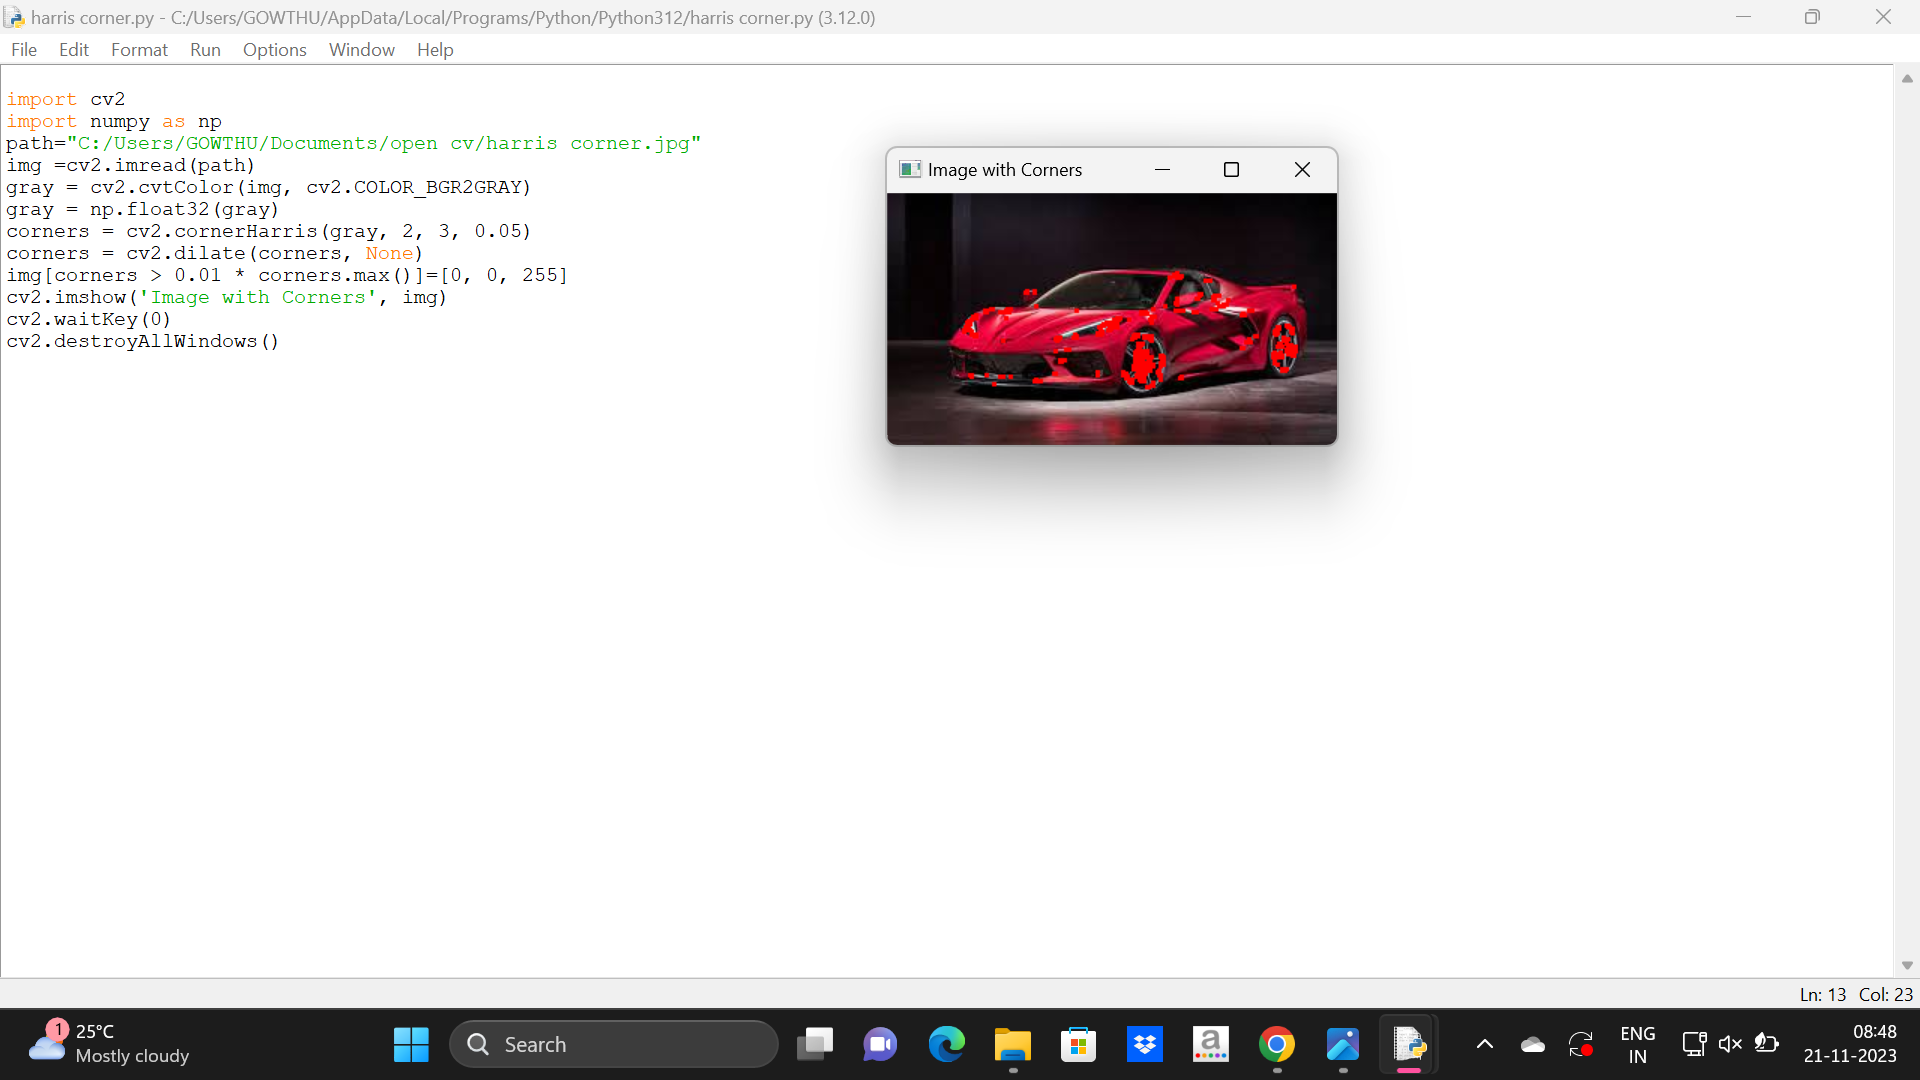 harris corner.py - C:/Users/GOWTHU/AppData/Local/Programs/Python/Python312/harris corner.py (3.12.0)
File Edit Format Run Options Window Help
import cv2
import numpy as np
path="C:/Users/GOWTHU/Documents/open cv/harris corner.jpg"
img =cv2.imread(path)
gray = cv2.cvtColor(img, cv2.COLOR_BGR2GRAY)
gray = np.float32(gray)
corners = cv2.cornerHarris(gray, 2, 3, 0.05)
corners = cv2.dilate(corners, None)
img[corners > 0.01 * corners.max()]=[0, 0, 255]
cv2.imshow('Image with Corners', img)
cv2.waitKey(0)
cv2.destroyAllWindows()
Image with Corners
Ln: 13 Col: 23
1
25°C
Mostly cloudy
Search
a
ENG
IN
08:48
21-11-2023